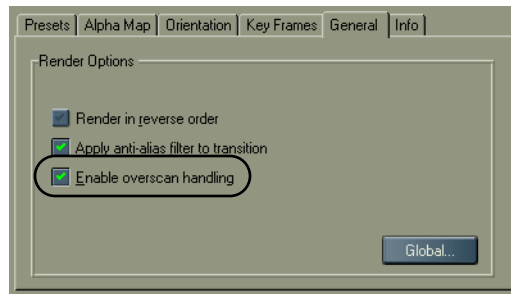 Presets Alpha Map Orientation Key Frames General Info
Render Options
Render in reverse order
Apply anti-alias filter to transition
Enable overscan handling
Global...